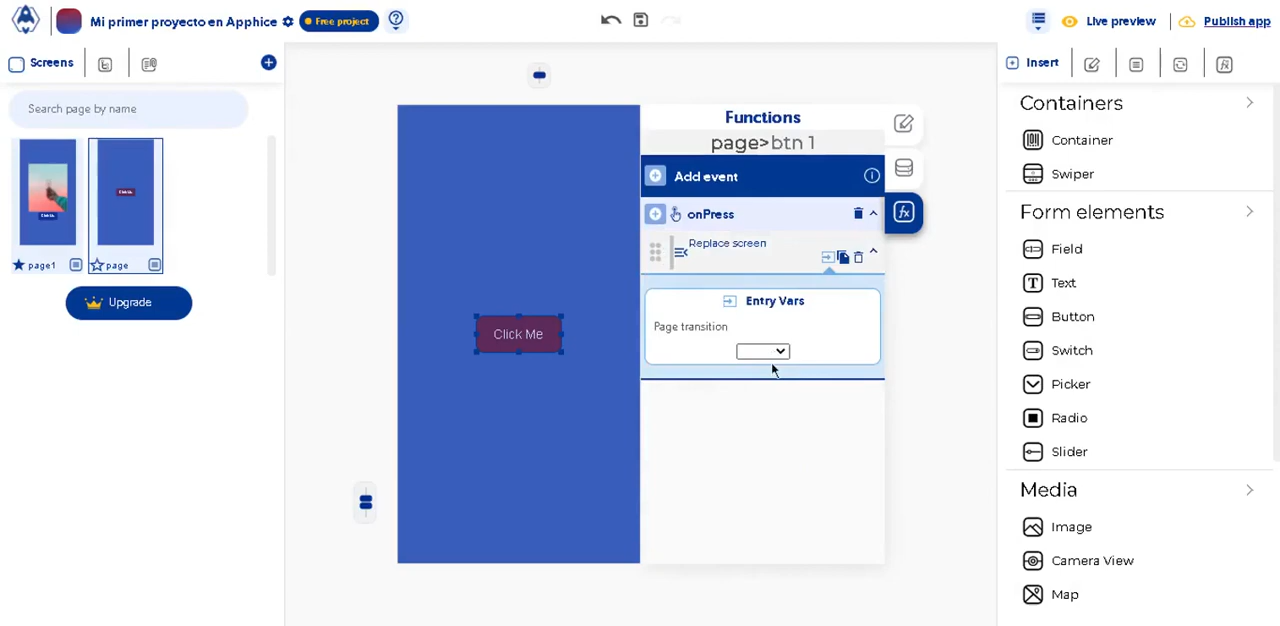 Mi primer proyecto en Apphice
Free project
Live preview
Publish app
Screens
Insert
Search page by name
page1
page
Upgrade
Click Me
Functions
page>btn 1
Add event
onPress
Replace screen
Entry Vars
Page transition
Containers
Container
Swiper
Form elements
Field
Text
Button
Switch
Picker
Radio
Slider
Media
Image
Camera View
Map